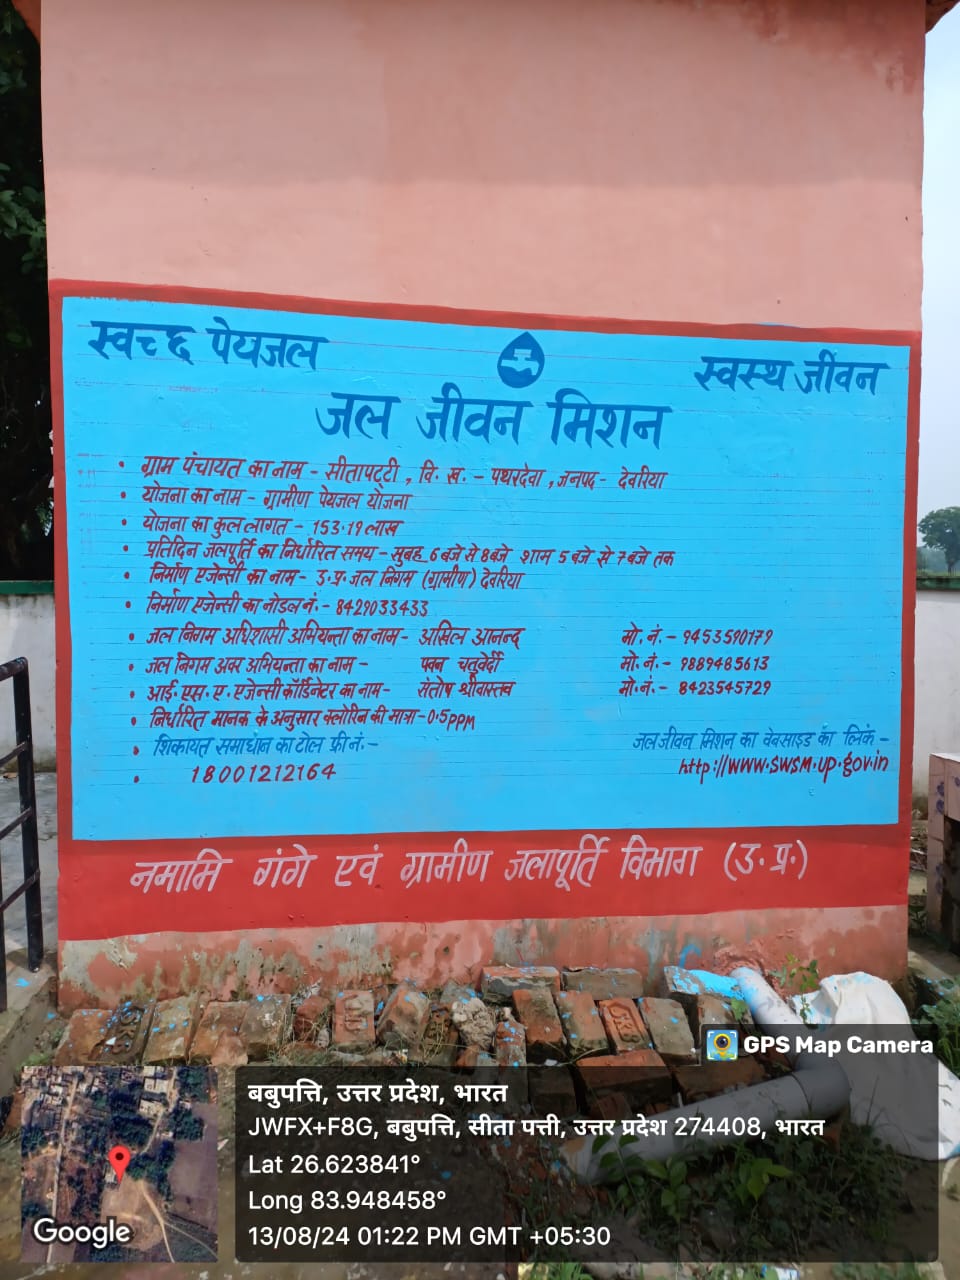 स्वच्छ पेयजल
स्वस्थ जीवन
जल जीवन मिशन
• ग्राम पंचायत का नाम - सीतापट्टी, वि. ख. - पथरदेवा, जनपद - देवरिया
• योजना का नाम - ग्रामीण पेयजल योजना
• योजना का कुल लागत - 153.19 लाख
• प्रतिदिन जलपूर्ति का निर्धारित समय - सुबह 6 बजे से 8 बजे शाम 5 बजे से 7 बजे तक
• निर्माण एजेन्सी का नाम - उ.प्र. जल निगम (ग्रामीण) देवरिया
• निर्माण एजेन्सी का नोडल नं. - 8429033433
• जल निगम अधिशासी अभियन्ता का नाम - अखिल आनन्द मो. नं. - 9453590179
• जल निगम अवर अभियन्ता का नाम - पवन चतुर्वेदी मो. नं. - 9889485613
• आई. एस. ए. एजेन्सी कॉर्डिनेटर का नाम - संतोष श्रीवास्तव मो. नं. - 8423545729
• निर्धारित मानक के अनुसार क्लोरिन की मात्रा - 0.5 PPM
• शिकायत समाधान का टोल फ्री नं. -
• 18001212164
जल जीवन मिशन का वेबसाइड का लिंक -
http://www.swsm.up.gov.in
नमामि गंगे एवं ग्रामीण जलापूर्ति विभाग (उ.प्र.)
GPS Map Camera
बबुपत्ति, उत्तर प्रदेश, भारत
JWFX+F8G, बबुपत्ति, सीता पत्ती, उत्तर प्रदेश 274408, भारत
Lat 26.623841°
Long 83.948458°
13/08/24 01:22 PM GMT +05:30
Google